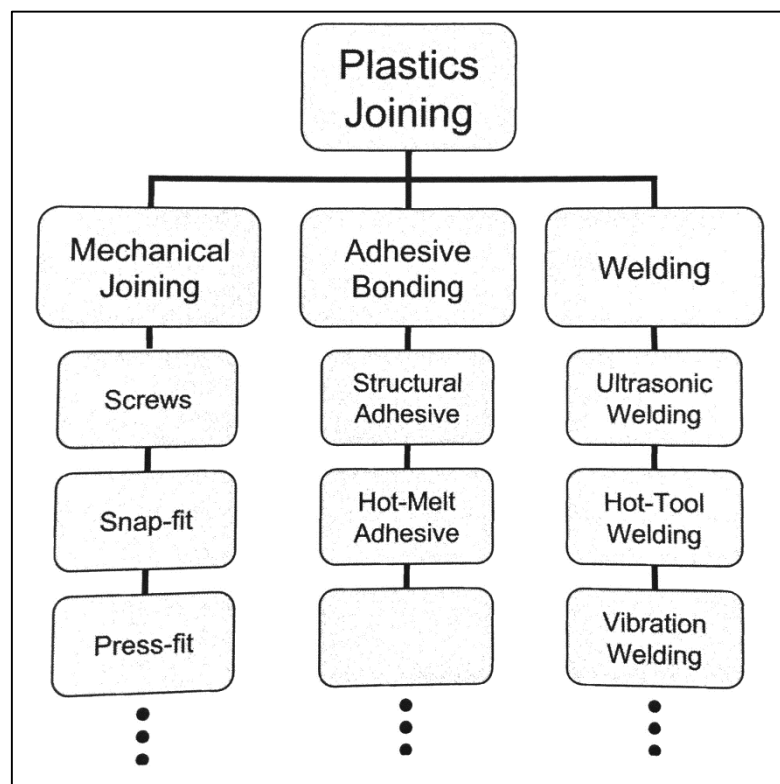 Plastics
Joining
Mechanical
Joining
Adhesive
Bonding
Welding
Screws
Structural
Adhesive
Ultrasonic
Welding
Snap-fit
Hot-Melt
Adhesive
Hot-Tool
Welding
Press-fit
Vibration
Welding